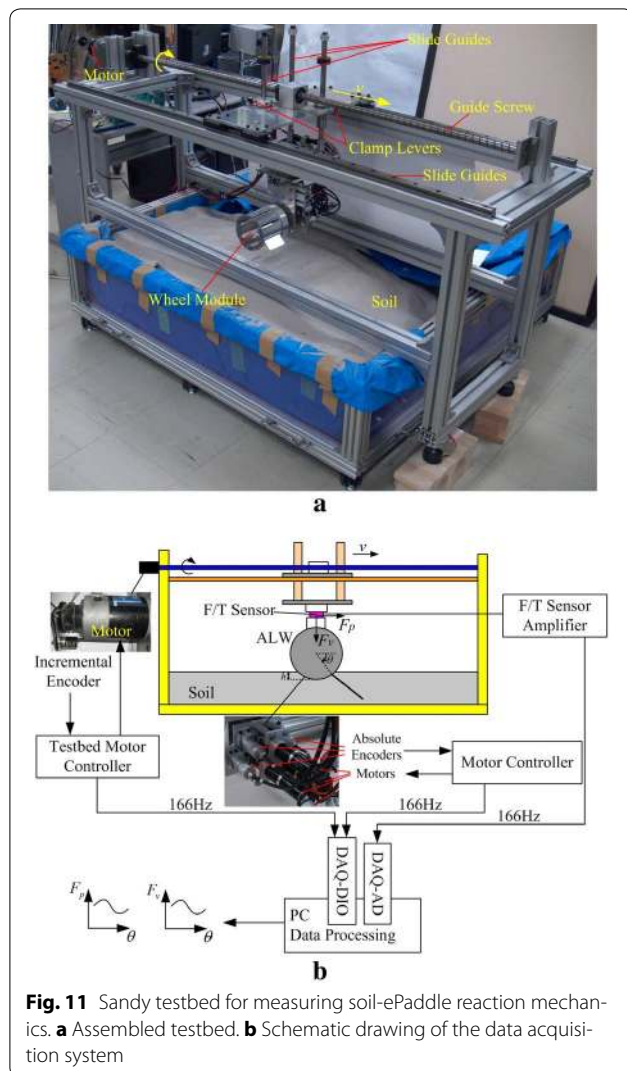 Slide Guides
Motor
v
Guide Screw
Clamp Levers
Slide Guides
Wheel Module
Soil
a
v
F/T Sensor
F/T Sensor
Amplifier
Fp
Motor
ALW
Fv
θ
Incremental
Encoder
h
Soil
Absolute
Encoders
Testbed Motor
Controller
Motor Controller
Motors
166Hz
166Hz
166Hz
DAQ-DIO
DAQ-AD
Fp
Fv
θ
θ
PC
Data Processing
b
Fig. 11 Sandy testbed for measuring soil-ePaddle reaction mechan-
ics. a Assembled testbed. b Schematic drawing of the data acquisi-
tion system